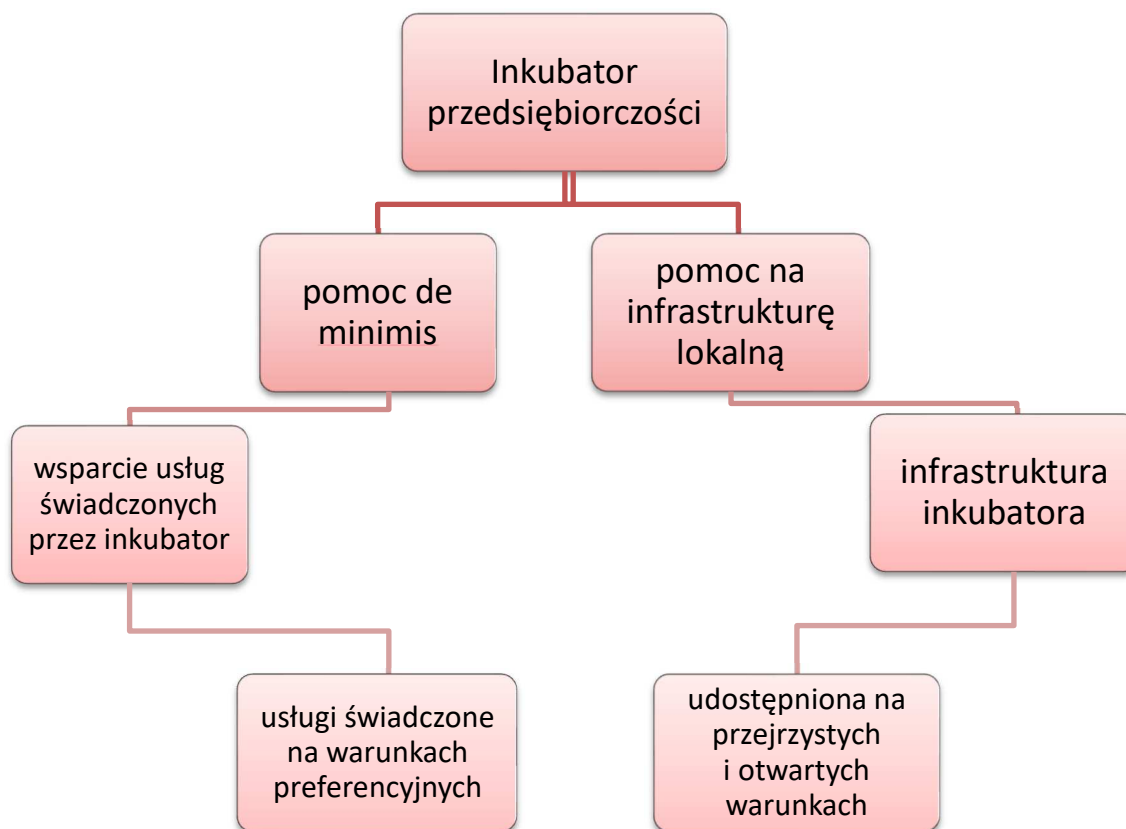 Inkubator
przedsiębiorczości
pomoc de
minimis
pomoc na
infrastrukturę
lokalną
wsparcie usług
świadczonych
przez inkubator
infrastruktura
inkubatora
usługi świadczone
na warunkach
preferencyjnych
udostępniona na
przejrzystych
i otwartych
warunkach